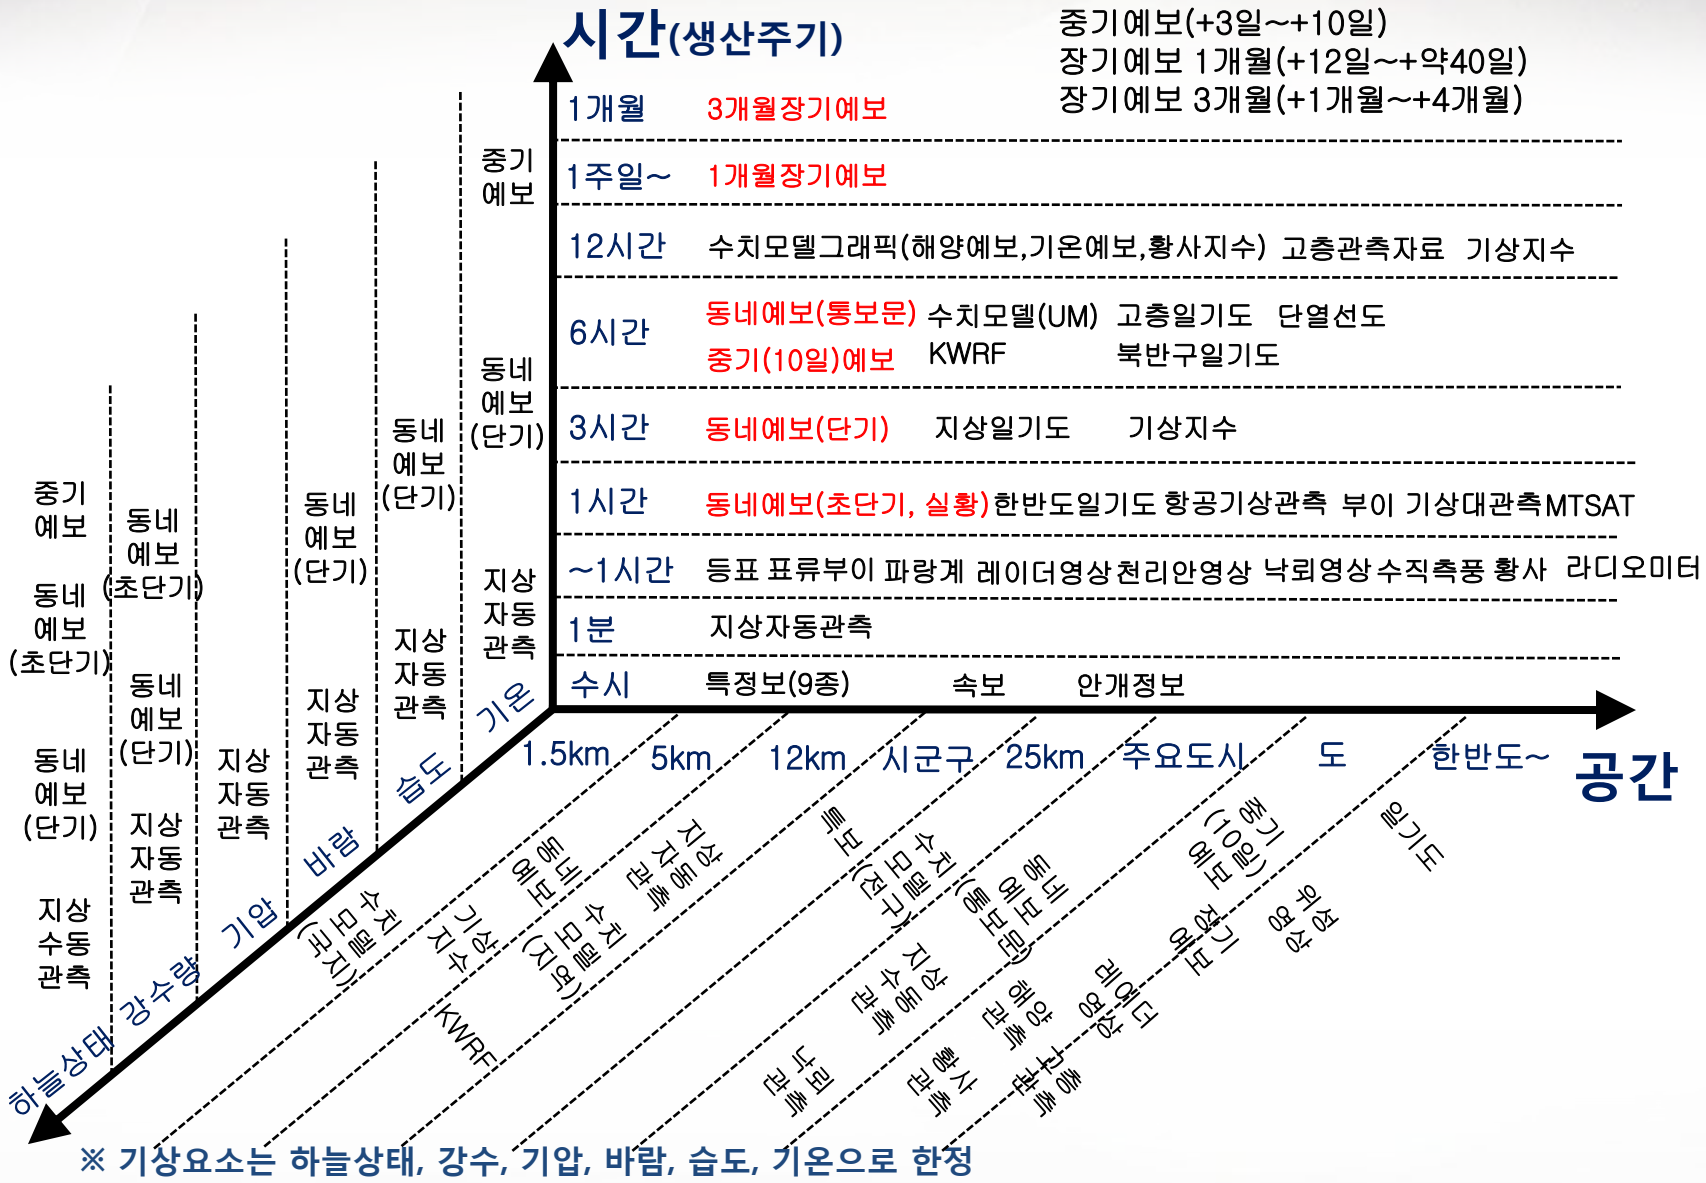 시간(생산주기)
중기예보(+3일~+10일)
장기예보 1개월(+12일~+약40일)
장기예보 3개월(+1개월~+4개월)
1개월 3개월장기예보
1주일~ 1개월장기예보
12시간 수치모델그래픽(해양예보,기온예보,황사지수) 고층관측자료 기상지수
6시간
동네예보(통보문) 수치모델(UM) 고층일기도 단열선도
중기(10일)예보 KWRF 북반구일기도
3시간 동네예보(단기) 지상일기도 기상지수
1시간 동네예보(초단기, 실황) 한반도일기도 항공기상관측 부이 기상대관측 MTSAT
~1시간 등표 표류부이 파랑계 레이더영상 천리안영상 낙뢰영상 수직측풍 황사 라디오미터
1분 지상자동관측
수시 특정보(9종) 속보 안개정보
중기
예보
동네
예보
(단기)
지상
자동
관측
기온
동네
예보
(단기)
지상
자동
관측
습도
동네
예보
(단기)
지상
자동
관측
바람
지상
자동
관측
기압
동네
예보
(초단기)
동네
예보
(단기)
지상
자동
관측
강수량
중기
예보
동네
예보
(초단기)
동네
예보
(단기)
지상
수동
관측
하늘상태
1.5km 5km 12km 시군구 25km 주요도시 도 한반도~
공간
수치
모델
(국지)
동네
예보
기상
지수
KWRF
지상
자동
관측
수치
모델
(지역)
특보
수치
모델
(전구)
지상
수동
관측
낙뢰
관측
동네
예보
(통보문)
해양
관측
황사
관측
중기
(10일)
예보
장기
예보
레이더
영상
고층
관측
일기도
위성
영상
※ 기상요소는 하늘상태, 강수, 기압, 바람, 습도, 기온으로 한정